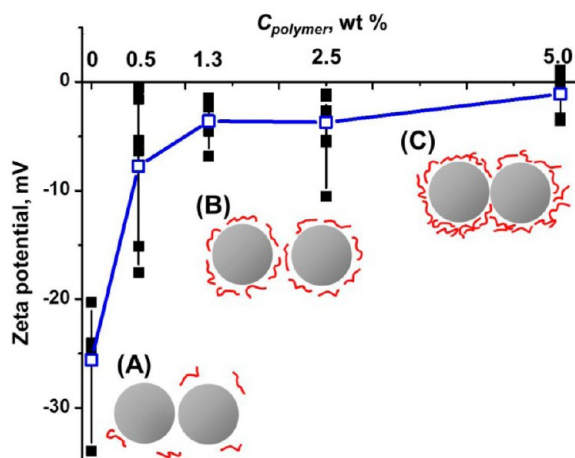 C_polymer, wt %
0 0.5 1.3 2.5 5.0
0
-10
-20
-30
Zeta potential, mV
(A)
(B)
(C)